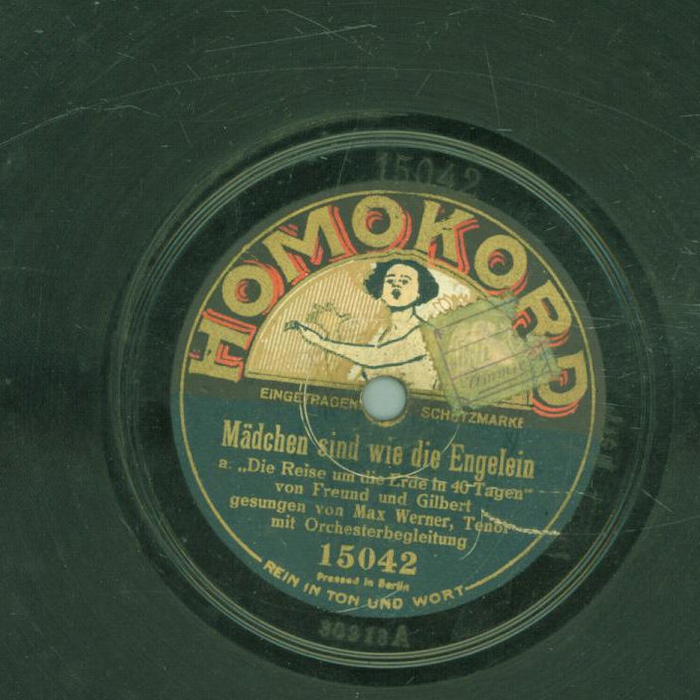 15042
HOMOKORD
EINGETRAGENE SCHUTZMARKE
Mädchen sind wie die Engelein
a. „Die Reise um die Erde in 40 Tagen“
von Freund und Gilbert
gesungen von Max Werner, Tenor
mit Orchesterbegleitung
15042
Pressed in Berlin
REIN IN TON UND WORT